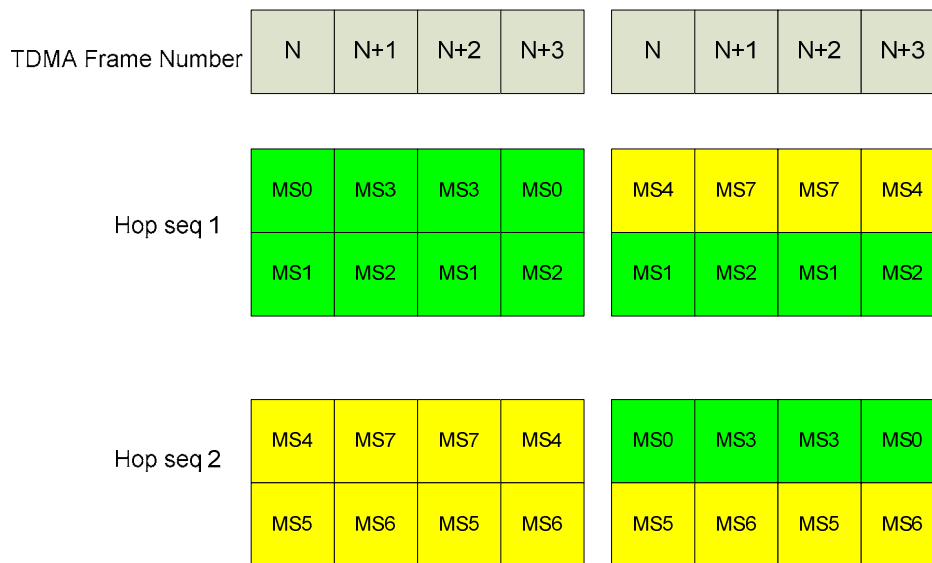 TDMA Frame Number N N+1 N+2 N+3 N N+1 N+2 N+3
Hop seq 1
MS0 MS3 MS3 MS0 MS4 MS7 MS7 MS4
MS1 MS2 MS1 MS2 MS1 MS2 MS1 MS2
Hop seq 2
MS4 MS7 MS7 MS4 MS0 MS3 MS3 MS0
MS5 MS6 MS5 MS6 MS5 MS6 MS5 MS6